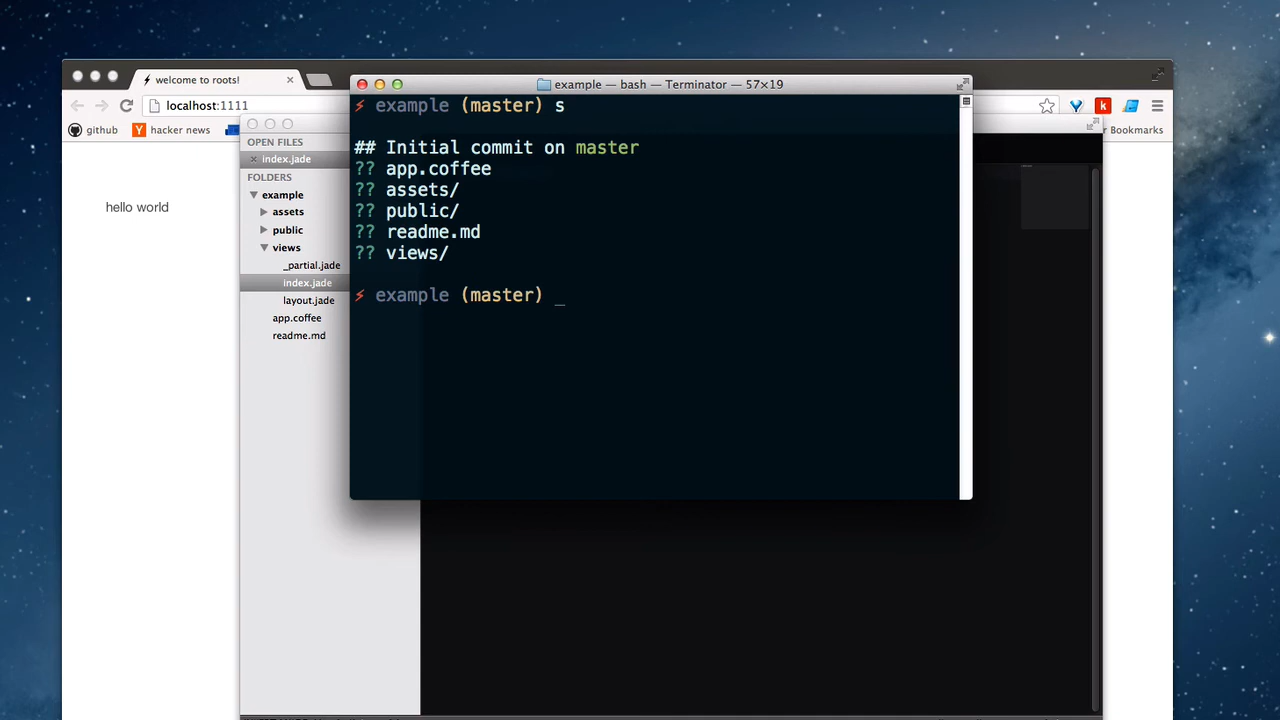 welcome to roots!
localhost:1111
github
hacker news
Bookmarks
hello world
OPEN FILES
index.jade
FOLDERS
example
assets
public
views
_partial.jade
index.jade
layout.jade
app.coffee
readme.md
example — bash — Terminator — 57×19
⚡ example (master) s
## Initial commit on master
?? app.coffee
?? assets/
?? public/
?? readme.md
?? views/
⚡ example (master) _